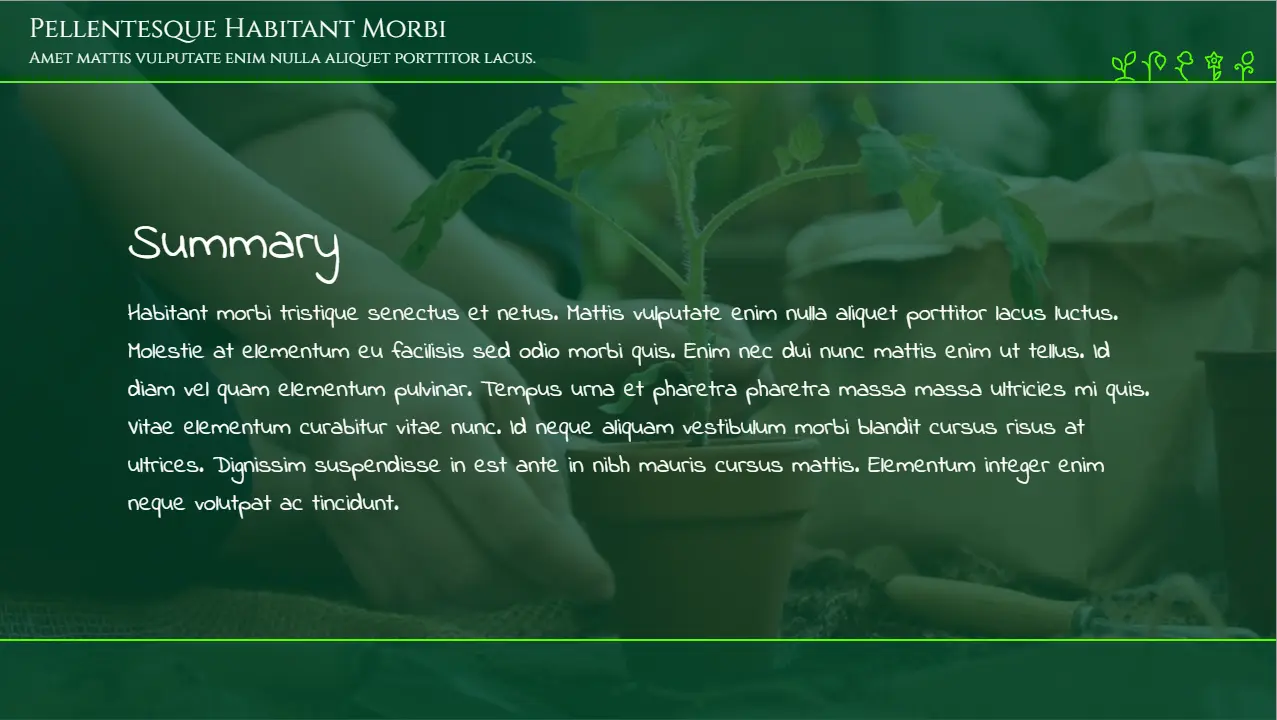 Pellentesque Habitant Morbi
Amet mattis vulputate enim nulla aliquet porttitor lacus.
Summary
Habitant morbi tristique senectus et netus. Mattis vulputate enim nulla aliquet porttitor lacus luctus.
Molestie at elementum eu facilisis sed odio morbi quis. Enim nec dui nunc mattis enim ut tellus. Id
diam vel quam elementum pulvinar. Tempus urna et pharetra pharetra massa massa ultricies mi quis.
Vitae elementum curabitur vitae nunc. Id neque aliquam vestibulum morbi blandit cursus risus at
ultrices. Dignissim suspendisse in est ante in nibh mauris cursus mattis. Elementum integer enim
neque volutpat ac tincidunt.